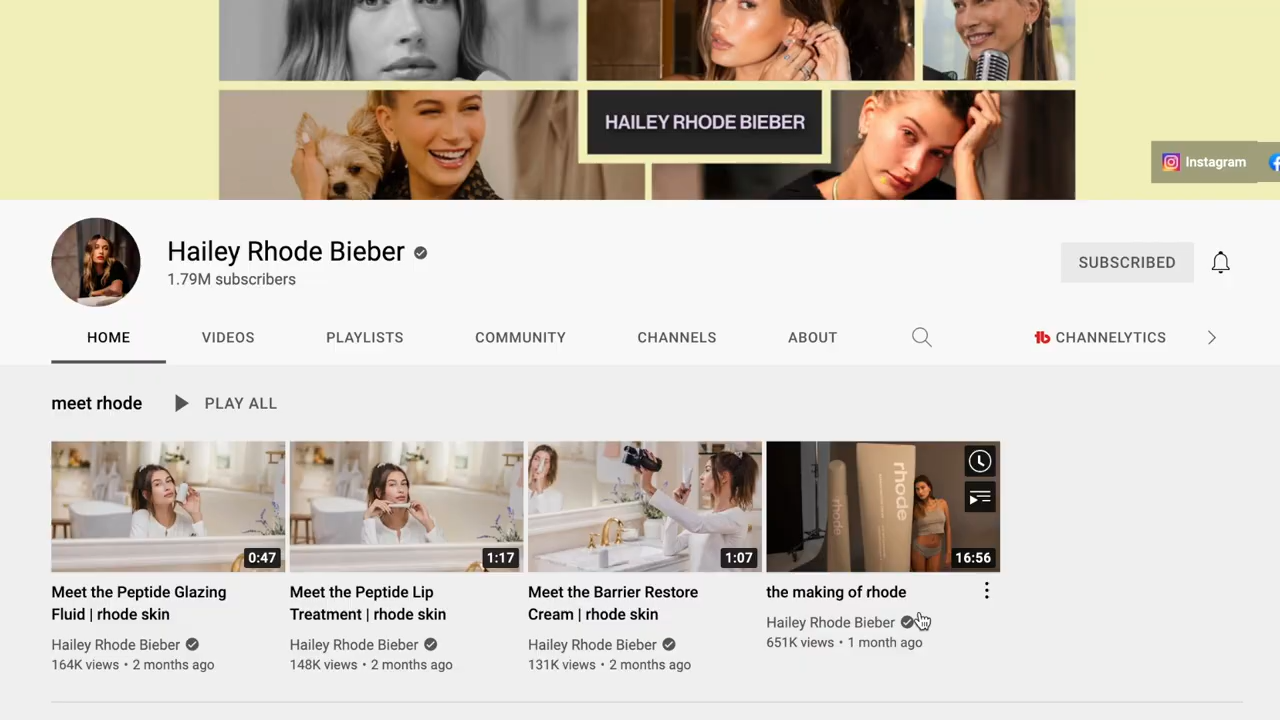 HAILEY RHODE BIEBER
Instagram
Hailey Rhode Bieber
1.79M subscribers
SUBSCRIBED
HOME VIDEOS PLAYLISTS COMMUNITY CHANNELS ABOUT CHANNELYTICS
meet rhode PLAY ALL
rhode
rhode
0:47 1:17 1:07 16:56
Meet the Peptide Glazing
Fluid | rhode skin
Hailey Rhode Bieber
164K views • 2 months ago
Meet the Peptide Lip
Treatment | rhode skin
Hailey Rhode Bieber
148K views • 2 months ago
Meet the Barrier Restore
Cream | rhode skin
Hailey Rhode Bieber
131K views • 2 months ago
the making of rhode
Hailey Rhode Bieber
651K views • 1 month ago